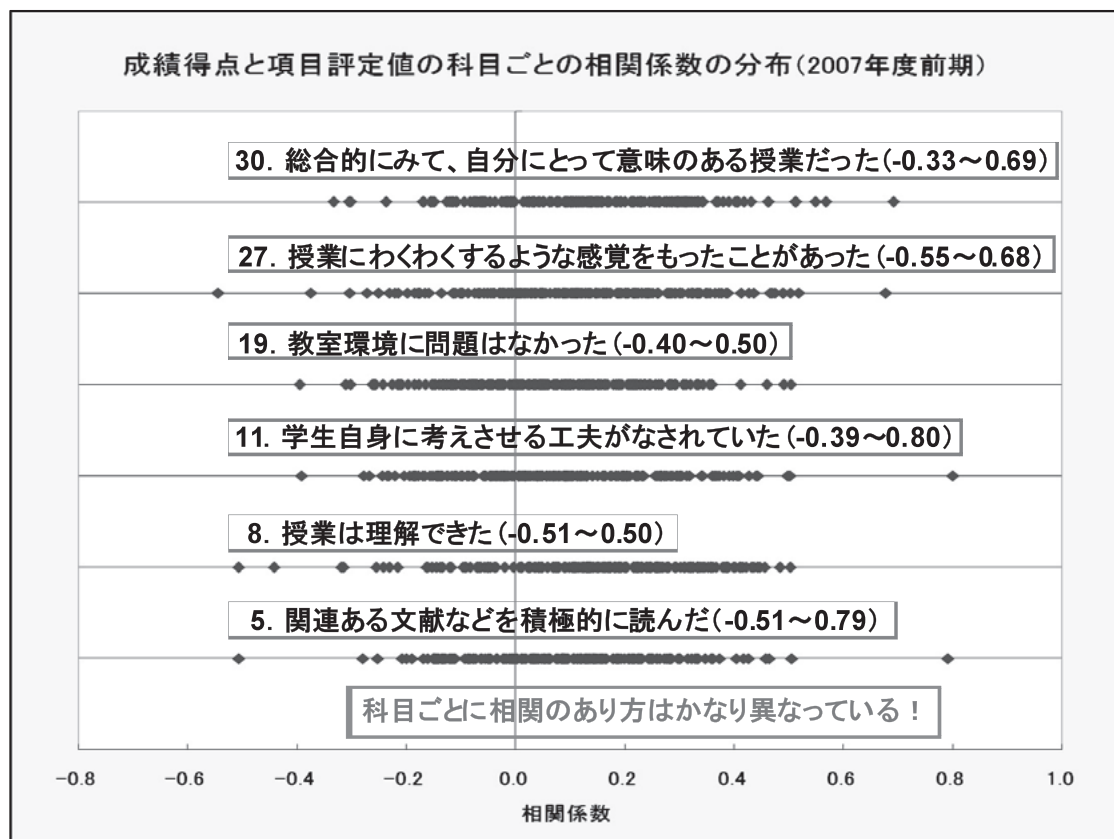 成績得点と項目評定値の科目ごとの相関係数の分布(2007年度前期)
30. 総合的にみて、自分にとって意味のある授業だった(-0.33～0.69)
27. 授業にわくわくするような感覚をもったことがあった(-0.55～0.68)
19. 教室環境に問題はなかった(-0.40～0.50)
11. 学生自身に考えさせる工夫がなされていた(-0.39～0.80)
8. 授業は理解できた(-0.51～0.50)
5. 関連ある文献などを積極的に読んだ(-0.51～0.79)
科目ごとに相関のあり方はかなり異なっている！
-0.8 -0.6 -0.4 -0.2 0.0 0.2 0.4 0.6 0.8 1.0
相関係数